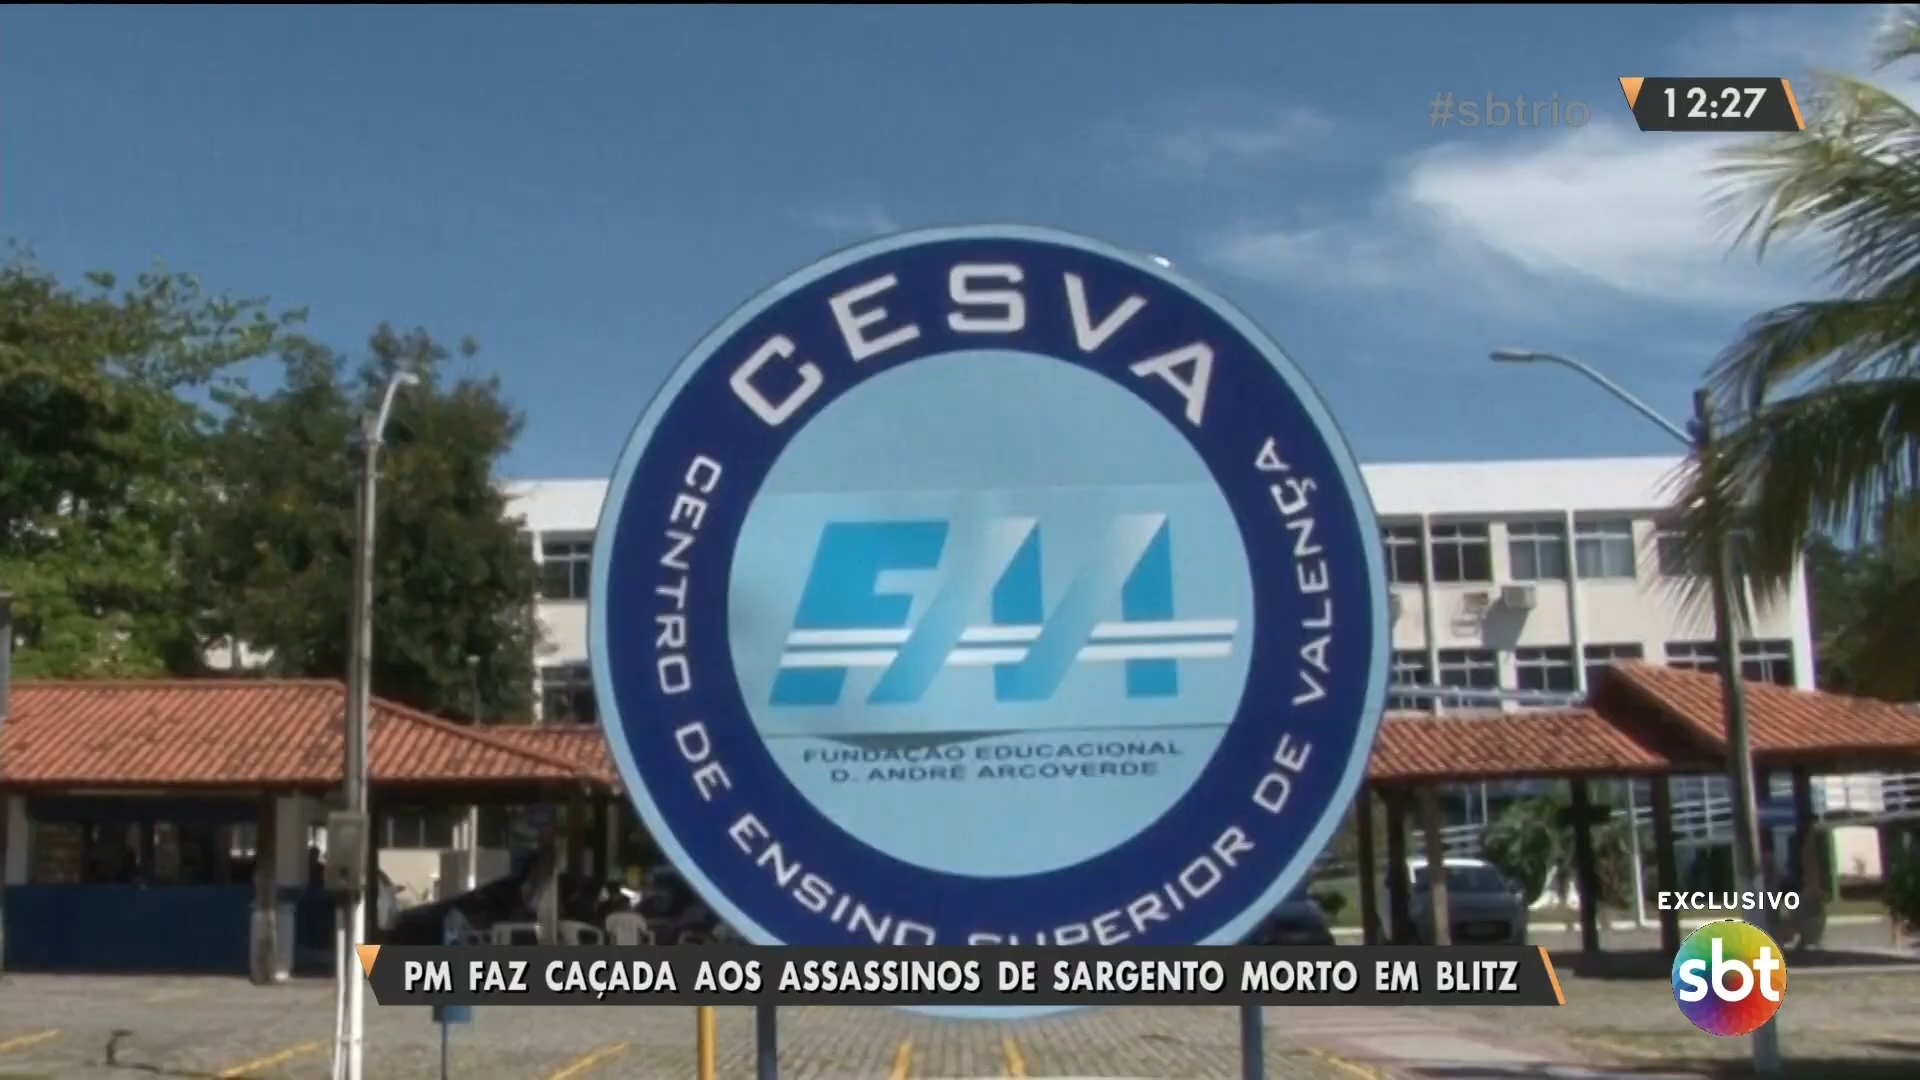 #sbtrio
12:27
CESVA
CENTRO DE ENSINO SUPERIOR DE VALENÇA
FAA
FUNDAÇÃO EDUCACIONAL
D. ANDRÉ ARCOVERDE
EXCLUSIVO
sbt
PM FAZ CAÇADA AOS ASSASSINOS DE SARGENTO MORTO EM BLITZ